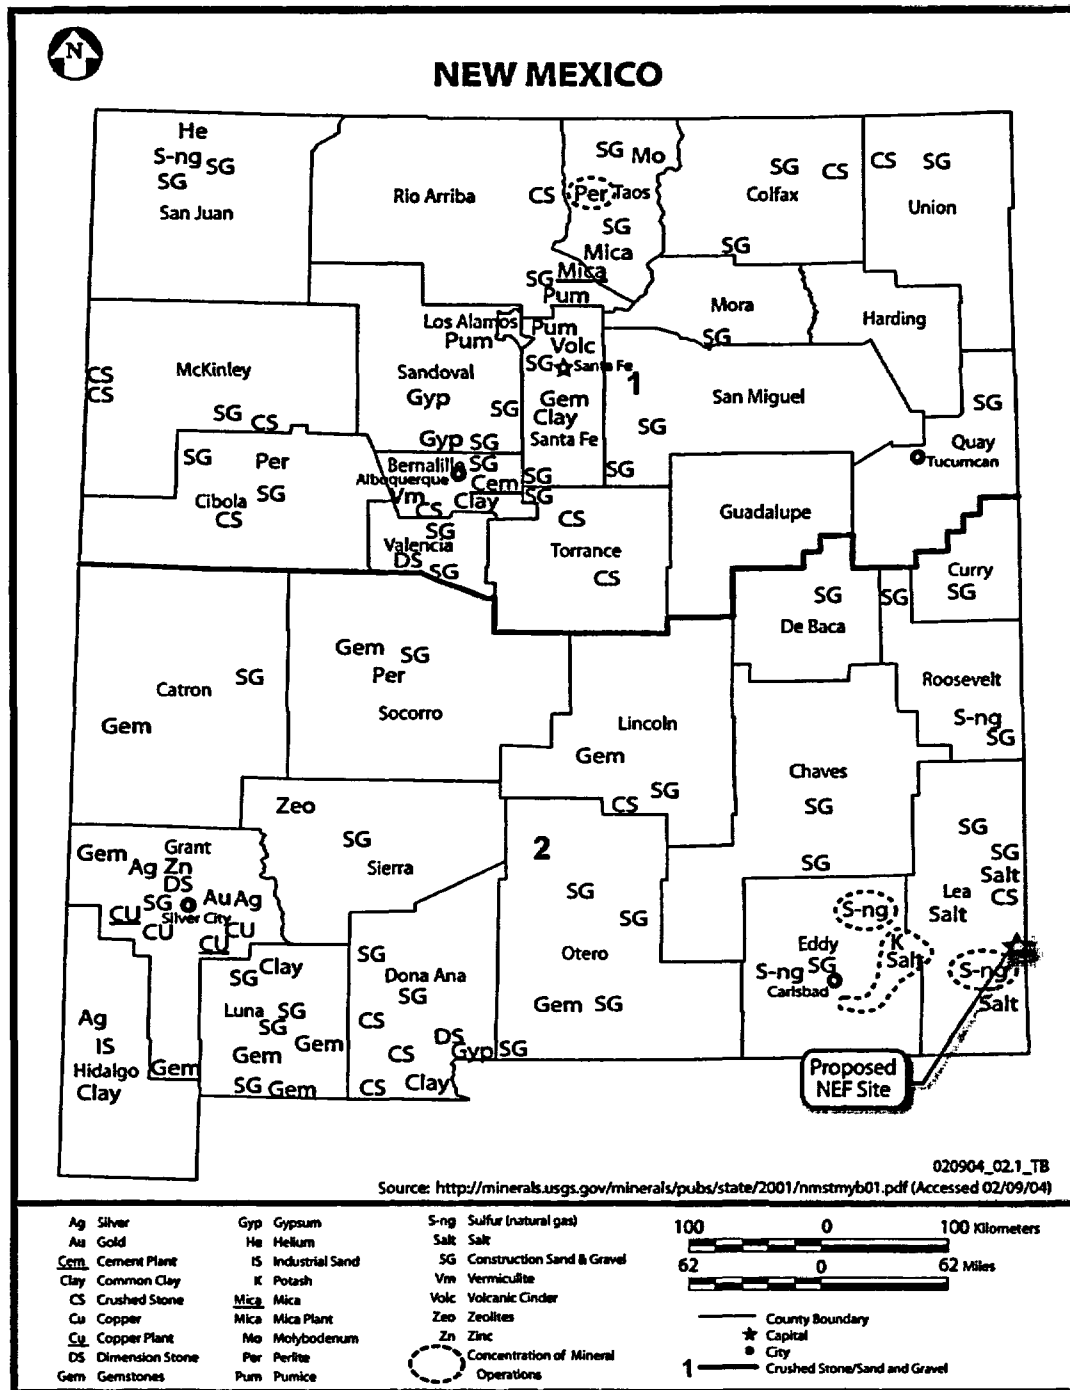 N
NEW MEXICO
He
S-ng SG
SG
San Juan
Rio Arriba
CS
SG Mo
Per Taos
SG
Mica
SG Mica
Pum
SG CS
Colfax
SG
CS SG
Union
Mora
SG
Harding
Los Alamos
Pum
Pum
Volc
SG Santa Fe
Gem
Clay
Santa Fe
SG
1
San Miguel
SG
SG
SG
Quay
Tucumcari
CS
CS
McKinley
SG CS
Sandoval
Gyp
SG
Gyp SG
Bernalillo SG
Albuquerque
Cem
Vm Clay
CS
SG
SG
Valencia
DS SG
SG Per
Cibola SG
CS
CS
Torrance
CS
Guadalupe
SG
De Baca
SG
Curry
SG
Roosevelt
S-ng
SG
SG
Catron
Gem
Gem SG
Per
Socorro
Lincoln
Gem
SG
CS
Chaves
SG
SG
Zeo
SG
Sierra
2
SG
SG
Otero
Gem SG
SG
SG
Salt
Lea CS
Salt
S-ng
Salt
S-ng
Eddy K
Salt
S-ng SG
Carlsbad
Gem Grant
Ag Zn
DS
SG Au Ag
Silver City
CU
CU CU
CU
SG Clay
Luna SG
SG
Gem Gem
SG Gem
SG
Dona Ana
SG
CS
DS
CS Gyp SG
CS Clay
Ag
IS
Hidalgo Gem
Clay
Proposed
NEF Site
020904_02.1_TB
Source: http://minerals.usgs.gov/minerals/pubs/state/2001/nmstmyb01.pdf (Accessed 02/09/04)
Ag Silver
Au Gold
Cem Cement Plant
Clay Common Clay
CS Crushed Stone
Cu Copper
Cu Copper Plant
DS Dimension Stone
Gem Gemstones
Gyp Gypsum
He Helium
IS Industrial Sand
K Potash
Mica Mica
Mica Mica Plant
Mo Molybodenum
Per Perlite
Pum Pumice
S-ng Sulfur (natural gas)
Salt Salt
SG Construction Sand & Gravel
Vm Vermiculite
Volc Volcanic Cinder
Zeo Zeolites
Zn Zinc
Concentration of Mineral
Operations
100 0 100 Kilometers
62 0 62 Miles
County Boundary
Capital
City
1 Crushed Stone/Sand and Gravel